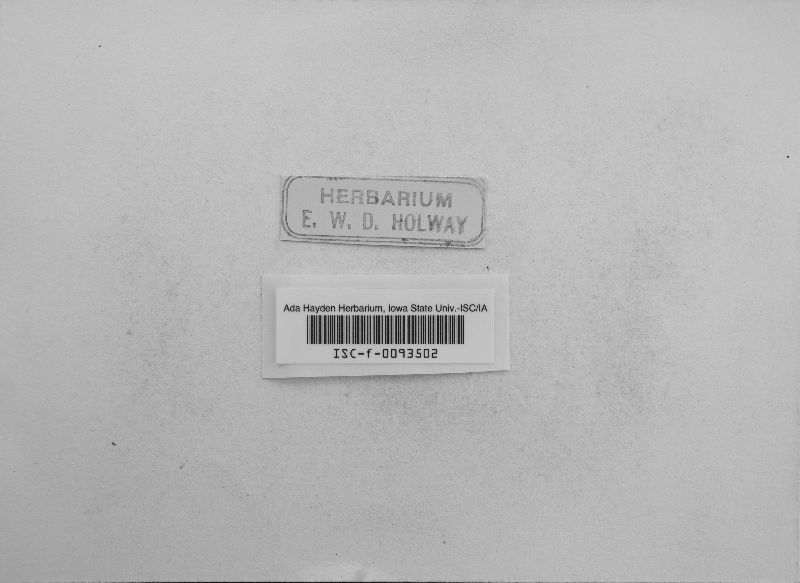 HERBARIUM
E. W. D. HOLWAY
Ada Hayden Herbarium, Iowa State Univ.-ISC/IA
ISC-f-0093502